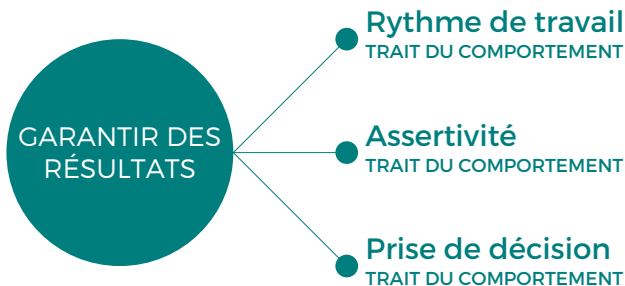 GARANTIR DES
RÉSULTATS
Rythme de travail
TRAIT DU COMPORTEMENT
Assertivité
TRAIT DU COMPORTEMENT
Prise de décision
TRAIT DU COMPORTEMENT